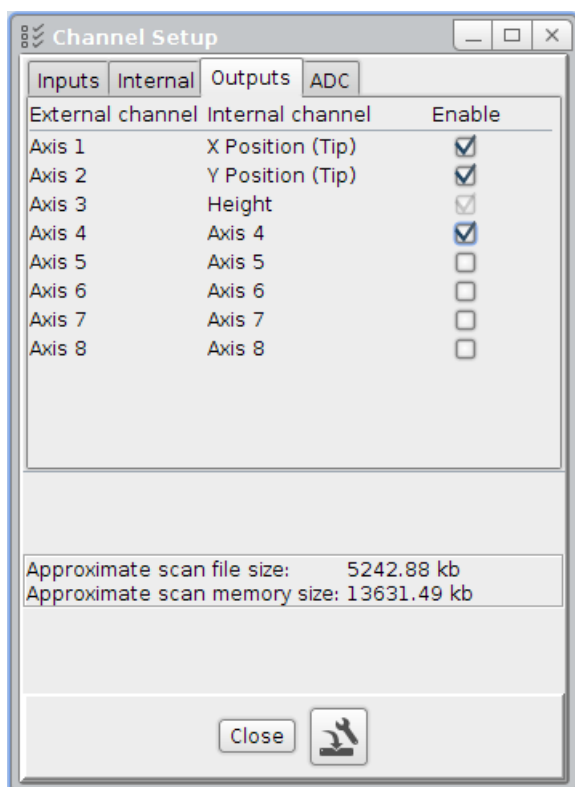 Channel Setup
Inputs Internal Outputs ADC
External channel Internal channel Enable
Axis 1 X Position (Tip)
Axis 2 Y Position (Tip)
Axis 3 Height
Axis 4 Axis 4
Axis 5 Axis 5
Axis 6 Axis 6
Axis 7 Axis 7
Axis 8 Axis 8
Approximate scan file size: 5242.88 kb
Approximate scan memory size: 13631.49 kb
Close